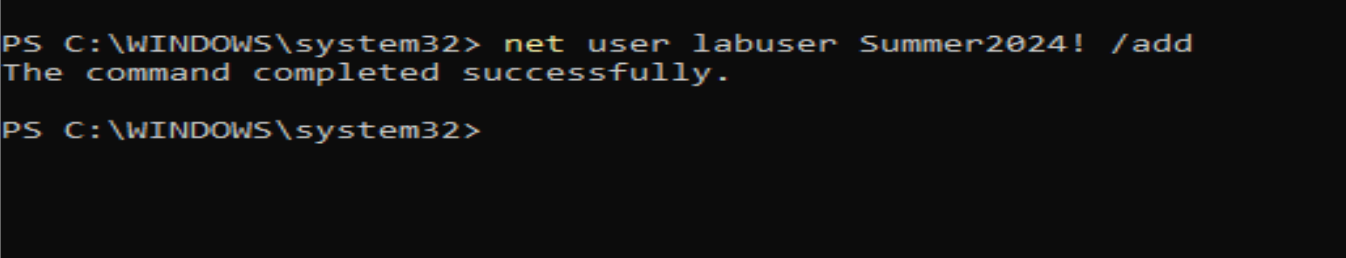 PS C:\WINDOWS\system32> net user labuser Summer2024! /add
The command completed successfully.
PS C:\WINDOWS\system32>